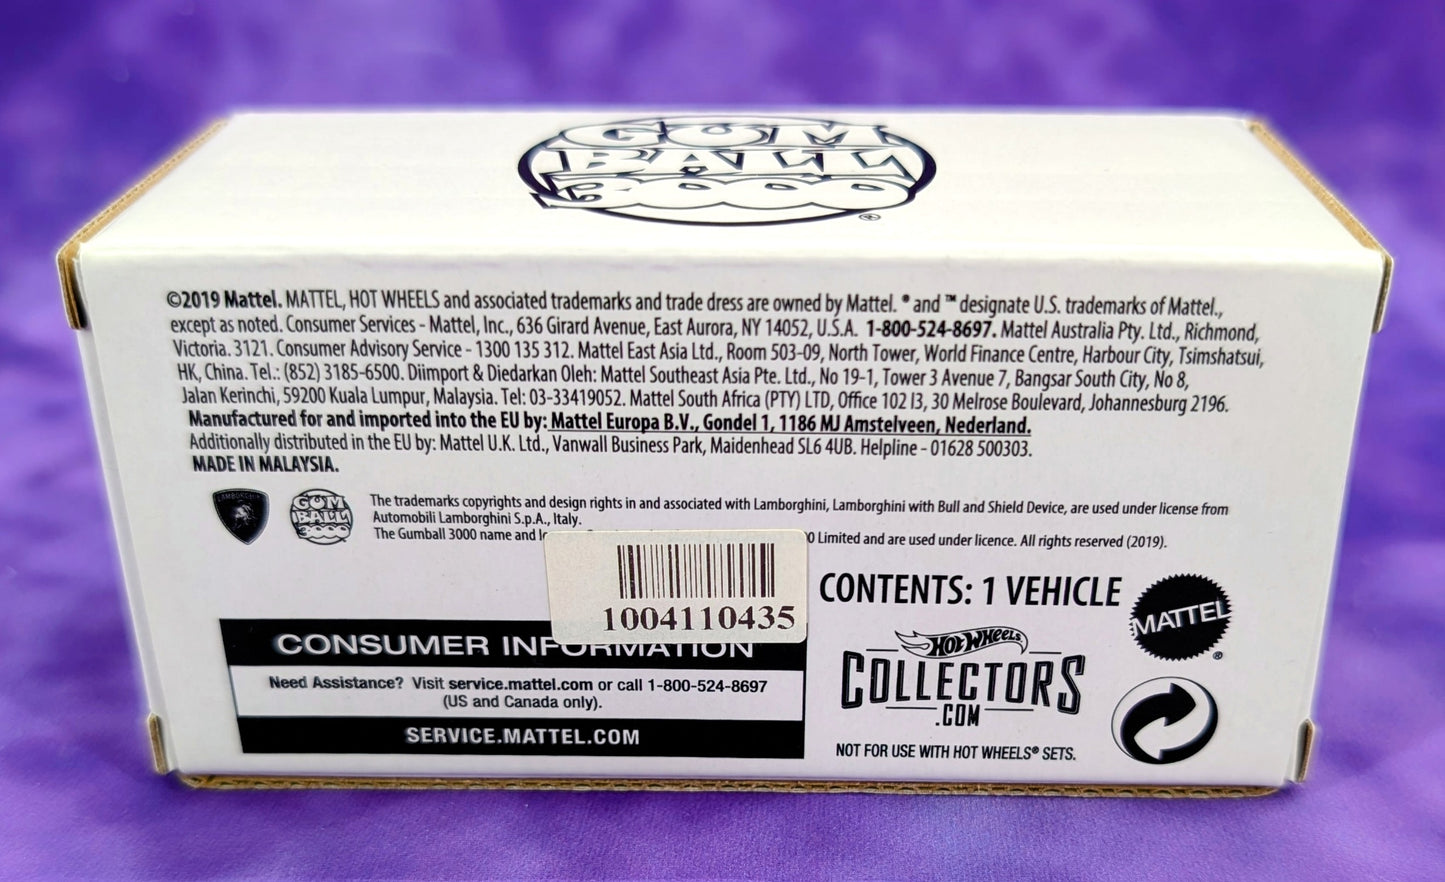 GUM
BALL
3000
®
©2019 Mattel. MATTEL, HOT WHEELS and associated trademarks and trade dress are owned by Mattel. ® and ™ designate U.S. trademarks of Mattel.,
except as noted. Consumer Services - Mattel, Inc., 636 Girard Avenue, East Aurora, NY 14052, U.S.A. 1-800-524-8697. Mattel Australia Pty. Ltd., Richmond,
Victoria. 3121. Consumer Advisory Service - 1300 135 312. Mattel East Asia Ltd., Room 503-09, North Tower, World Finance Centre, Harbour City, Tsimshatsui,
HK, China. Tel.: (852) 3185-6500. Diimport & Diedarkan Oleh: Mattel Southeast Asia Pte. Ltd., No 19-1, Tower 3 Avenue 7, Bangsar South City, No 8,
Jalan Kerinchi, 59200 Kuala Lumpur, Malaysia. Tel: 03-33419052. Mattel South Africa (PTY) LTD, Office 102 I3, 30 Melrose Boulevard, Johannesburg 2196.
Manufactured for and imported into the EU by: Mattel Europa B.V., Gondel 1, 1186 MJ Amstelveen, Nederland.
Additionally distributed in the EU by: Mattel U.K. Ltd., Vanwall Business Park, Maidenhead SL6 4UB. Helpline - 01628 500303.
MADE IN MALAYSIA.
LAMBORGHINI
GUM
BALL
3000
The trademarks copyrights and design rights in and associated with Lamborghini, Lamborghini with Bull and Shield Device, are used under license from
Automobili Lamborghini S.p.A., Italy.
The Gumball 3000 name and 0 Limited and are used under licence. All rights reserved (2019).
1004110435
CONTENTS: 1 VEHICLE
MATTEL
®
CONSUMER INFORMATION
Need Assistance? Visit service.mattel.com or call 1-800-524-8697
(US and Canada only).
SERVICE.MATTEL.COM
HOT WHEELS
COLLECTORS
.COM
NOT FOR USE WITH HOT WHEELS® SETS.